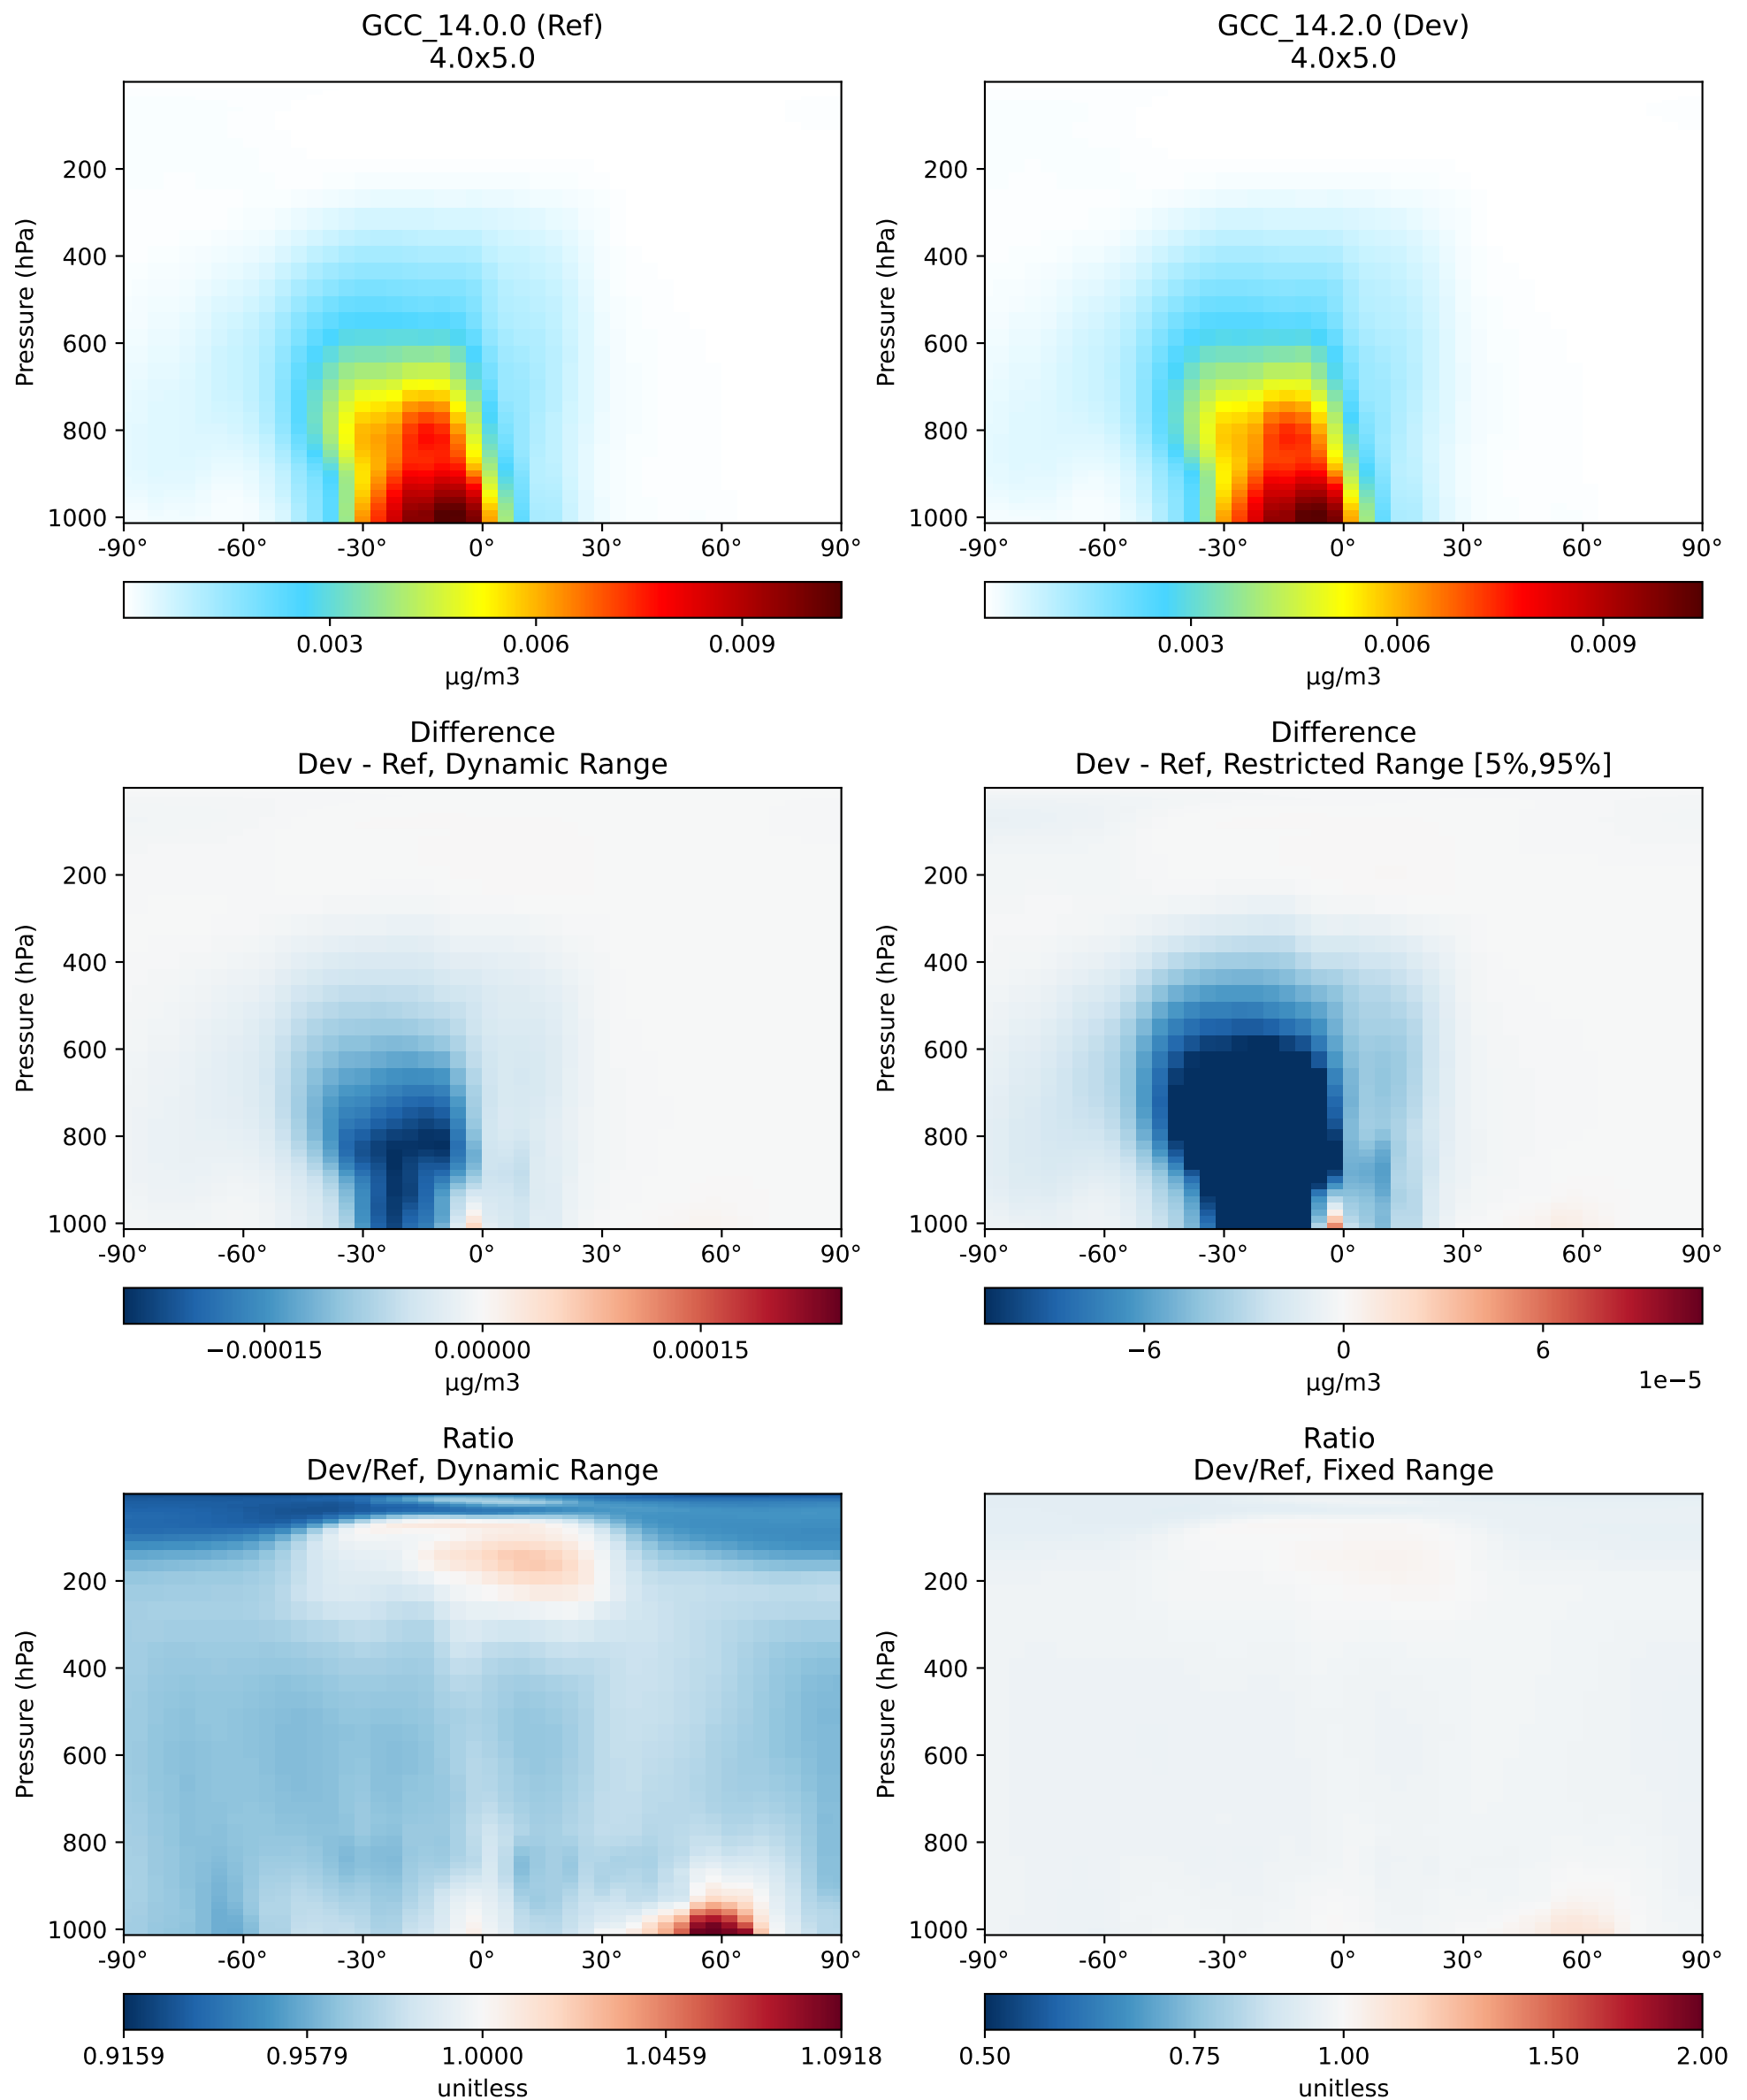 GCC_14.0.0 (Ref)
4.0x5.0
Pressure (hPa)
200
400
600
800
1000
-90° -60° -30° 0° 30° 60° 90°
0.003 0.006 0.009
µg/m3
GCC_14.2.0 (Dev)
4.0x5.0
Pressure (hPa)
200
400
600
800
1000
-90° -60° -30° 0° 30° 60° 90°
0.003 0.006 0.009
µg/m3
Difference
Dev - Ref, Dynamic Range
Pressure (hPa)
200
400
600
800
1000
-90° -60° -30° 0° 30° 60° 90°
−0.00015 0.00000 0.00015
µg/m3
Difference
Dev - Ref, Restricted Range [5%,95%]
Pressure (hPa)
200
400
600
800
1000
-90° -60° -30° 0° 30° 60° 90°
−6 0 6
1e−5
µg/m3
Ratio
Dev/Ref, Dynamic Range
Pressure (hPa)
200
400
600
800
1000
-90° -60° -30° 0° 30° 60° 90°
0.9159 0.9579 1.0000 1.0459 1.0918
unitless
Ratio
Dev/Ref, Fixed Range
Pressure (hPa)
200
400
600
800
1000
-90° -60° -30° 0° 30° 60° 90°
0.50 0.75 1.00 1.50 2.00
unitless